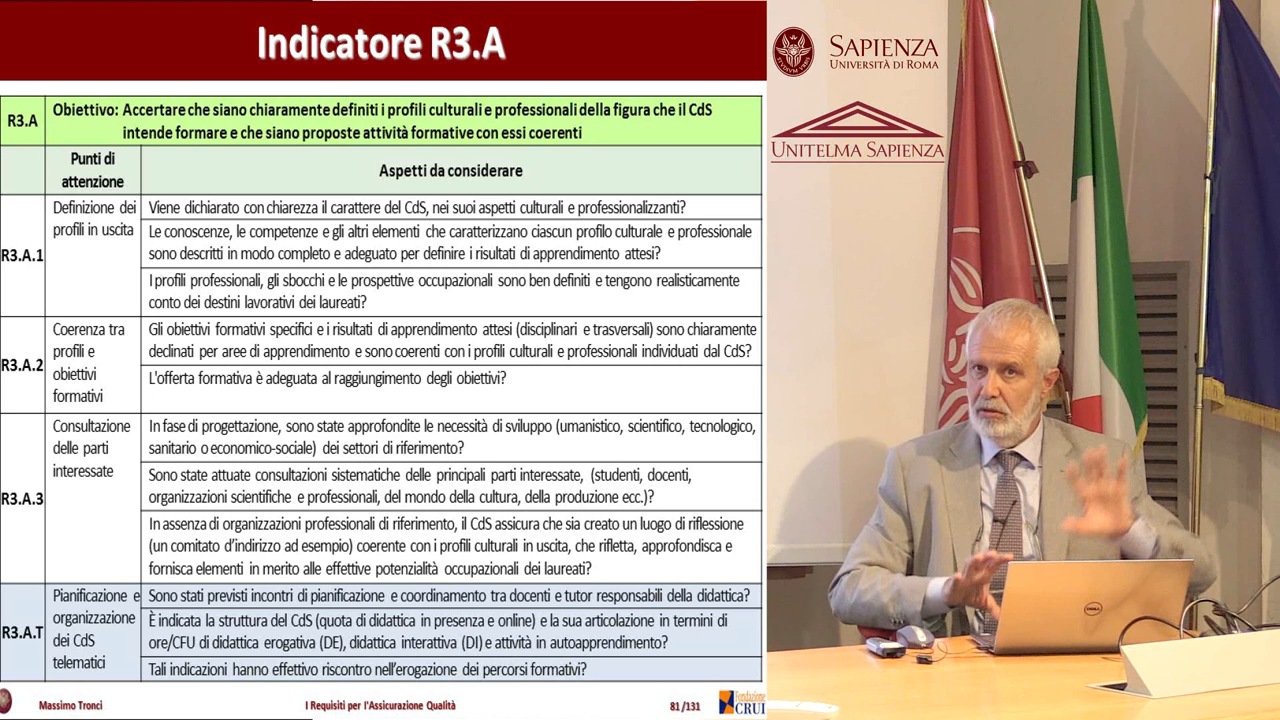 Indicatore R3.A
R3.A
Obiettivo: Accertare che siano chiaramente definiti i profili culturali e professionali della figura che il CdS
intende formare e che siano proposte attività formative con essi coerenti
Punti di
attenzione
Aspetti da considerare
R3.A.1
Definizione dei
profili in uscita
Viene dichiarato con chiarezza il carattere del CdS, nei suoi aspetti culturali e professionalizzanti?
Le conoscenze, le competenze e gli altri elementi che caratterizzano ciascun profilo culturale e professionale
sono descritti in modo completo e adeguato per definire i risultati di apprendimento attesi?
I profili professionali, gli sbocchi e le prospettive occupazionali sono ben definiti e tengono realisticamente
conto dei destini lavorativi dei laureati?
R3.A.2
Coerenza tra
profili e
obiettivi
formativi
Gli obiettivi formativi specifici e i risultati di apprendimento attesi (disciplinari e trasversali) sono chiaramente
declinati per aree di apprendimento e sono coerenti con i profili culturali e professionali individuati dal CdS?
L'offerta formativa è adeguata al raggiungimento degli obiettivi?
R3.A.3
Consultazione
delle parti
interessate
In fase di progettazione, sono state approfondite le necessità di sviluppo (umanistico, scientifico, tecnologico,
sanitario o economico-sociale) dei settori di riferimento?
Sono state attuate consultazioni sistematiche delle principali parti interessate, (studenti, docenti,
organizzazioni scientifiche e professionali, del mondo della cultura, della produzione ecc.)?
In assenza di organizzazioni professionali di riferimento, il CdS assicura che sia creato un luogo di riflessione
(un comitato d'indirizzo ad esempio) coerente con i profili culturali in uscita, che rifletta, approfondisca e
fornisca elementi in merito alle effettive potenzialità occupazionali dei laureati?
R3.A.T
Pianificazione e
organizzazione
dei CdS
telematici
Sono stati previsti incontri di pianificazione e coordinamento tra docenti e tutor responsabili della didattica?
È indicata la struttura del CdS (quota di didattica in presenza e online) e la sua articolazione in termini di
ore/CFU di didattica erogativa (DE), didattica interattiva (DI) e attività in autoapprendimento?
Tali indicazioni hanno effettivo riscontro nell'erogazione dei percorsi formativi?
Massimo Tronci
I Requisiti per l'Assicurazione Qualità
81/131
Fondazione
CRUI
SAPIENZA
UNIVERSITÀ DI ROMA
UNITELMA SAPIENZA
DELL